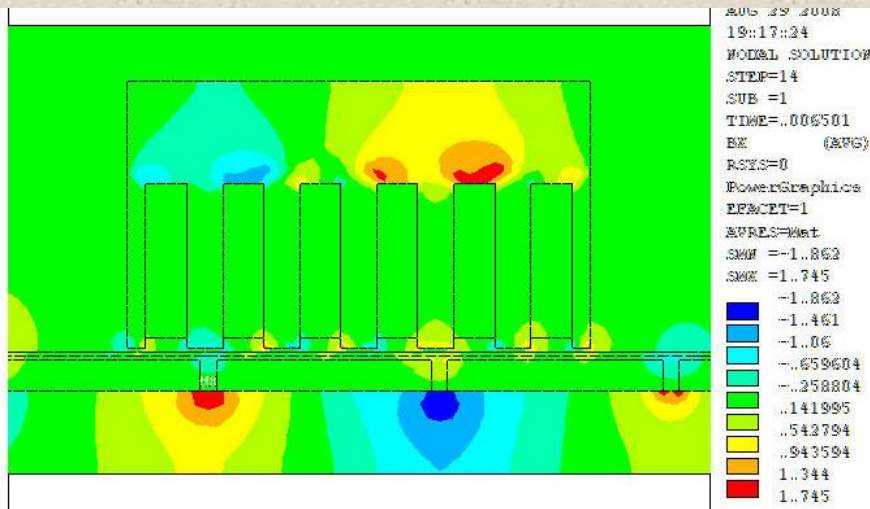 AUG 29 2008
19:17:24
NODAL SOLUTION
STEP=14
SUB =1
TIME=.006501
BX (AVG)
RSYS=0
PowerGraphics
EFACET=1
AVRES=Mat
SMN =-1.862
SMX =1.745
-1.862
-1.461
-1.06
-.659604
-.258804
.141995
.542794
.943594
1.344
1.745